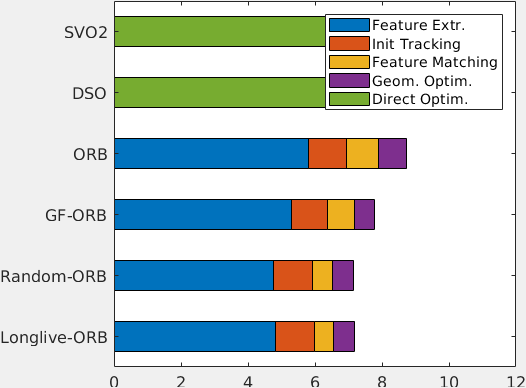 SVO2
Feature Extr.
Init Tracking
Feature Matching
Geom. Optim.
Direct Optim.
DSO
ORB
GF-ORB
Random-ORB
Longlive-ORB
0 2 4 6 8 10 12